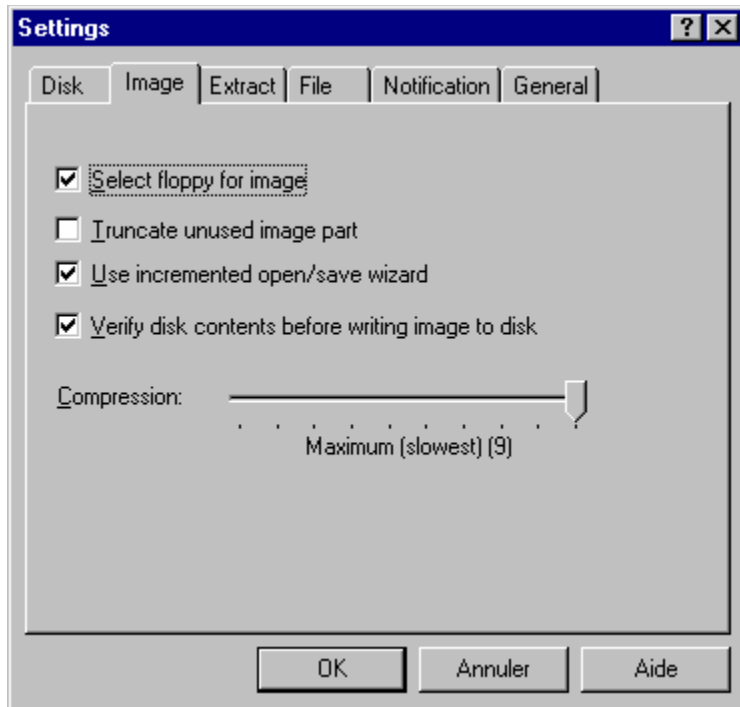 Settings
Disk Image Extract File Notification General
Select floppy for image
Truncate unused image part
Use incremented open/save wizard
Verify disk contents before writing image to disk
Compression:
Maximum (slowest) (9)
OK Annuler Aide